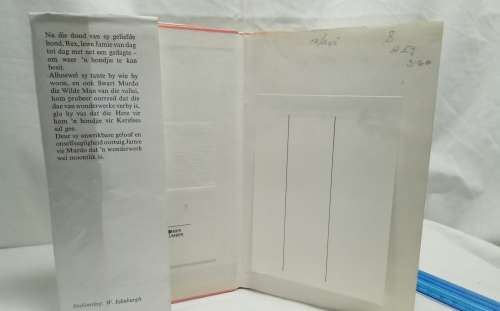 Na die dood van sy geliefde
hond, Rex, lewe Jamie van dag
tot dag met net een gedagte –
om weer 'n hondjie te kan
besit.
Alhoewel sy tante by wie hy
woon, en ook Swart Murdo
die Wilde Man van die vallei,
hom probeer oorreed dat die
dae van wonderwerke verby is,
glo hy vas dat die Here vir
hom 'n hondjie vir Kersfees
sal gee.
Deur sy onwrikbare geloof en
onselfsugtigheid oortuig Jamie
vir Murdo dat 'n wonderwerk
wel moontlik is.
Stofomslag: W. Edinburgh
B